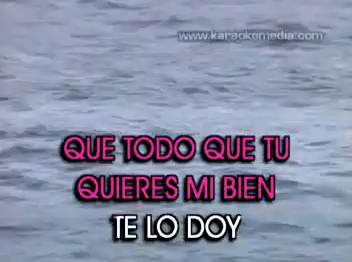 www.karaokemedia.com
QUE TODO QUE TU
QUIERES MI BIEN
TE LO DOY